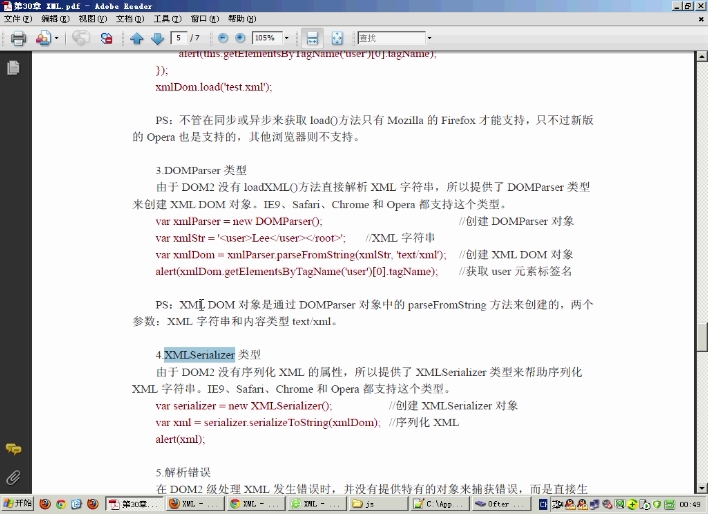 第30章 XML.pdf - Adobe Reader
文件(F) 编辑(E) 视图(V) 文档(D) 工具(T) 窗口(W) 帮助(H)
5 / 7 105% 查找
alert(this.getElementsByTagName('user')[0].tagName);
});
xmlDom.load('test.xml');
PS：不管在同步或异步来获取 load()方法只有 Mozilla 的 Firefox 才能支持，只不过新版
的 Opera 也是支持的，其他浏览器则不支持。
3.DOMParser 类型
由于 DOM2 没有 loadXML()方法直接解析 XML 字符串，所以提供了 DOMParser 类型
来创建 XML DOM 对象。IE9、Safari、Chrome 和 Opera 都支持这个类型。
var xmlParser = new DOMParser(); //创建 DOMParser 对象
var xmlStr = '<user>Lee</user></root>'; //XML 字符串
var xmlDom = xmlParser.parseFromString(xmlStr, 'text/xml'); //创建 XML DOM 对象
alert(xmlDom.getElementsByTagName('user')[0].tagName); //获取 user 元素标签名
PS：XML DOM 对象是通过 DOMParser 对象中的 parseFromString 方法来创建的，两个
参数：XML 字符串和内容类型 text/xml。
4.XMLSerializer 类型
由于 DOM2 没有序列化 XML 的属性，所以提供了 XMLSerializer 类型来帮助序列化
XML 字符串。IE9、Safari、Chrome 和 Opera 都支持这个类型。
var serializer = new XMLSerializer(); //创建 XMLSerializer 对象
var xml = serializer.serializeToString(xmlDom); //序列化 XML
alert(xml);
5.解析错误
在 DOM2 级处理 XML 发生错误时，并没有提供特有的对象来捕获错误，而是直接生
开始 第30章... XML - ... XML - ... XML - ... js C:\App... Ofter ... 00:49